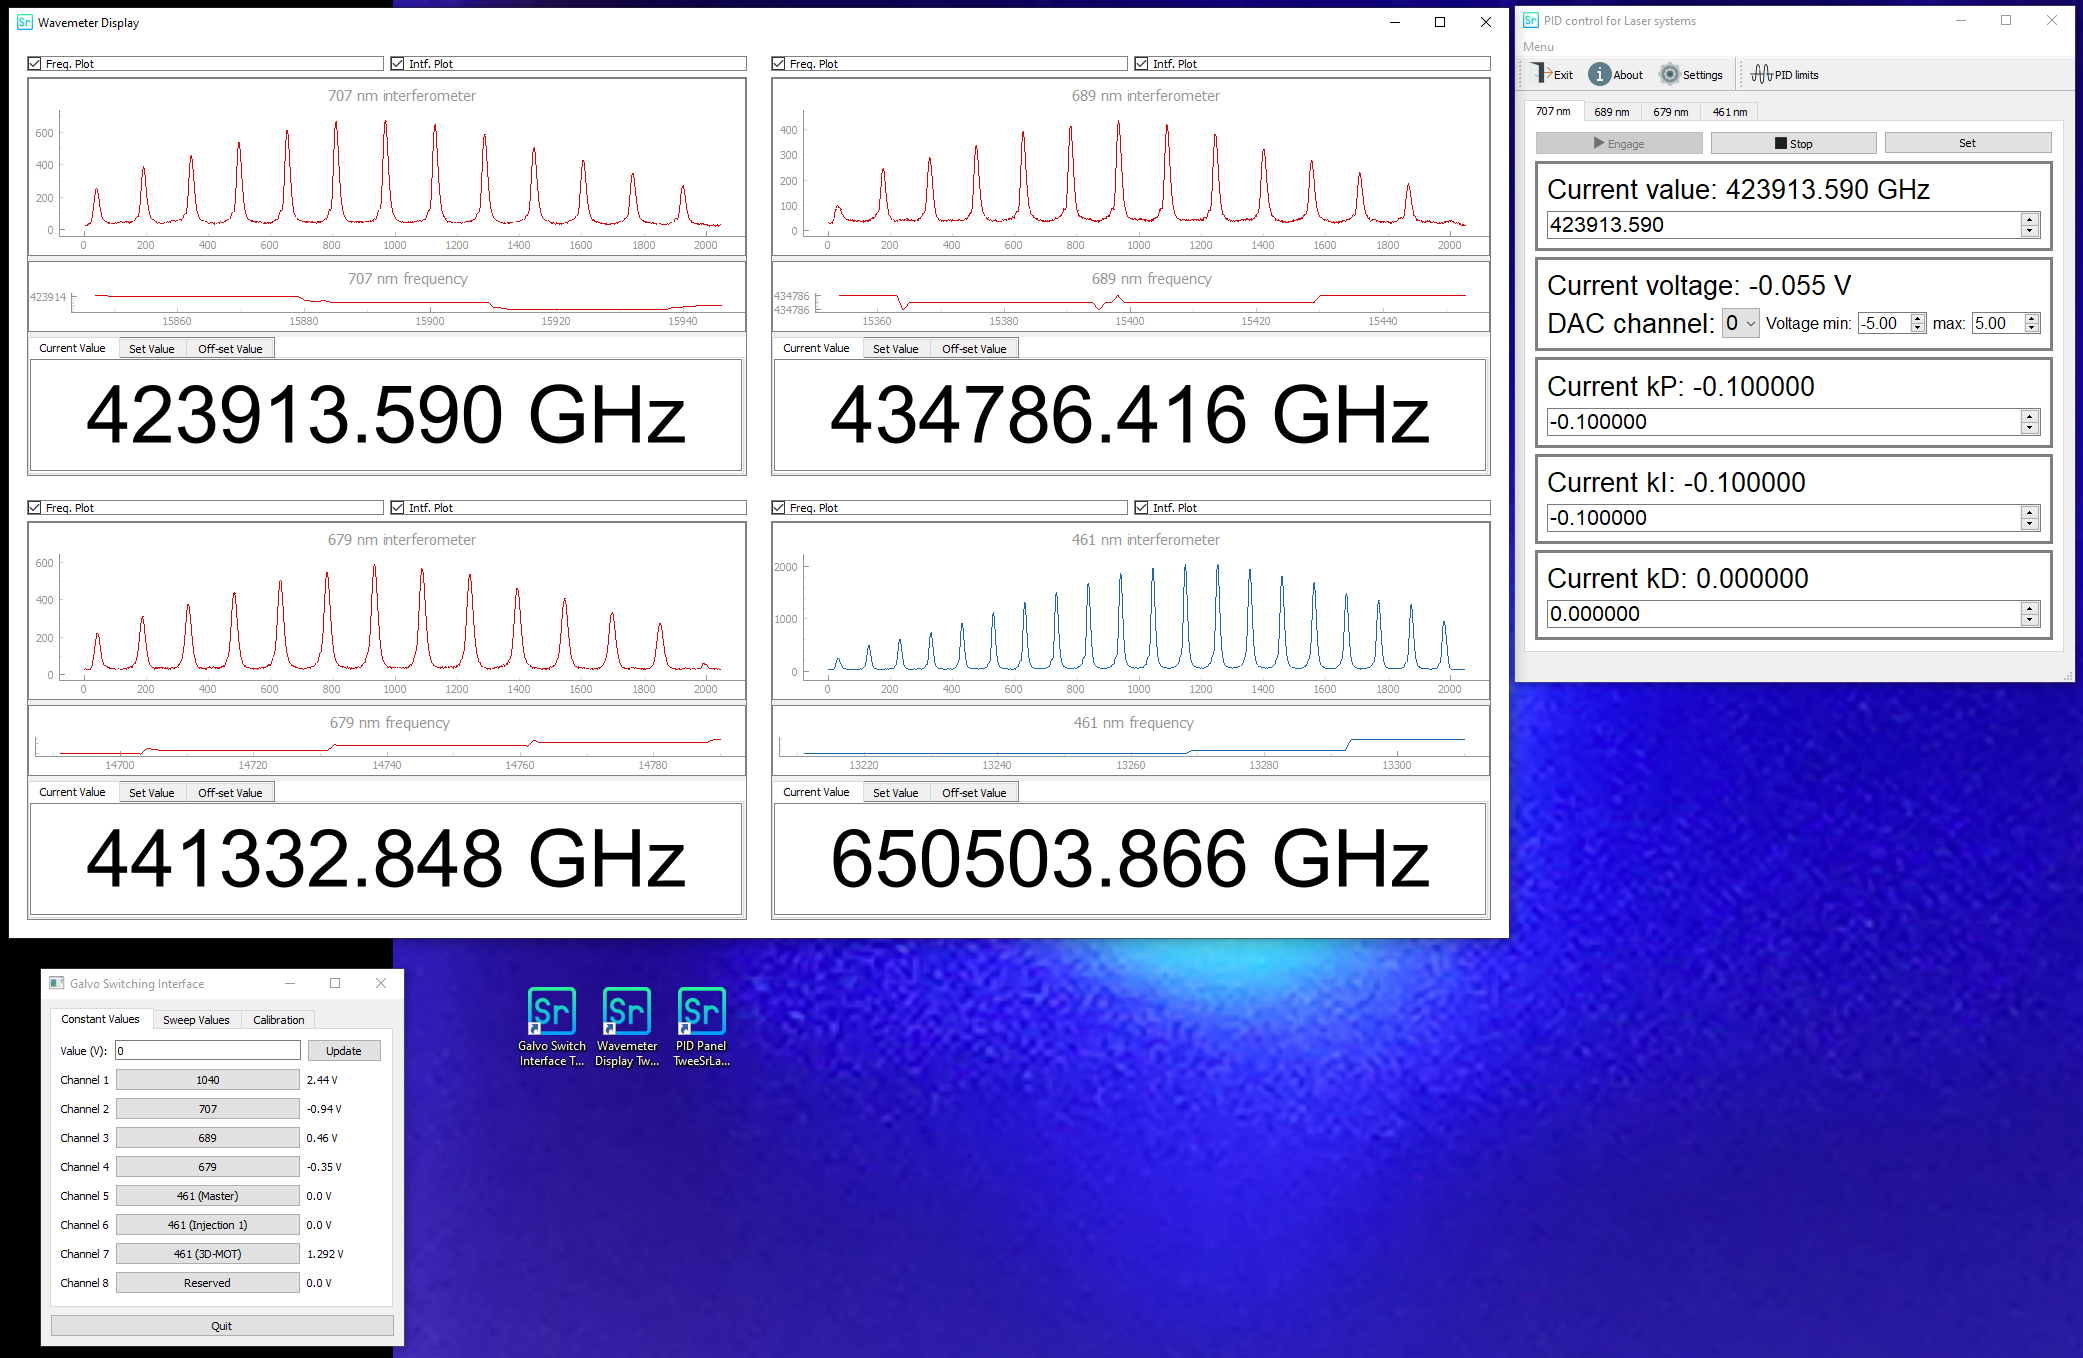 Sr Wavemeter Display
Freq. Plot Intf. Plot
707 nm interferometer
600
400
200
0
0 200 400 600 800 1000 1200 1400 1600 1800 2000
707 nm frequency
423914
15860 15880 15900 15920 15940
Current Value Set Value Off-set Value
423913.590 GHz
Freq. Plot Intf. Plot
689 nm interferometer
400
300
200
100
0
0 200 400 600 800 1000 1200 1400 1600 1800 2000
689 nm frequency
434786
434786
15360 15380 15400 15420 15440
Current Value Set Value Off-set Value
434786.416 GHz
Freq. Plot Intf. Plot
679 nm interferometer
600
400
200
0
0 200 400 600 800 1000 1200 1400 1600 1800 2000
679 nm frequency
14700 14720 14740 14760 14780
Current Value Set Value Off-set Value
441332.848 GHz
Freq. Plot Intf. Plot
461 nm interferometer
2000
1000
0
0 200 400 600 800 1000 1200 1400 1600 1800 2000
461 nm frequency
13220 13240 13260 13280 13300
Current Value Set Value Off-set Value
650503.866 GHz
Sr PID control for Laser systems
Menu
Exit i About Settings PID limits
707 nm 689 nm 679 nm 461 nm
Engage Stop Set
Current value: 423913.590 GHz
423913.590
Current voltage: -0.055 V
DAC channel: 0 Voltage min: -5.00 max: 5.00
Current kP: -0.100000
-0.100000
Current kI: -0.100000
-0.100000
Current kD: 0.000000
0.000000
Galvo Switching Interface
Constant Values Sweep Values Calibration
Value (V): 0 Update
Channel 1 1040 2.44 V
Channel 2 707 -0.94 V
Channel 3 689 0.46 V
Channel 4 679 -0.35 V
Channel 5 461 (Master) 0.0 V
Channel 6 461 (Injection 1) 0.0 V
Channel 7 461 (3D-MOT) 1.292 V
Channel 8 Reserved 0.0 V
Quit
Sr Sr Sr
Galvo Switch Wavemeter PID Panel
Interface T... Display Tw... TweeSrLa...